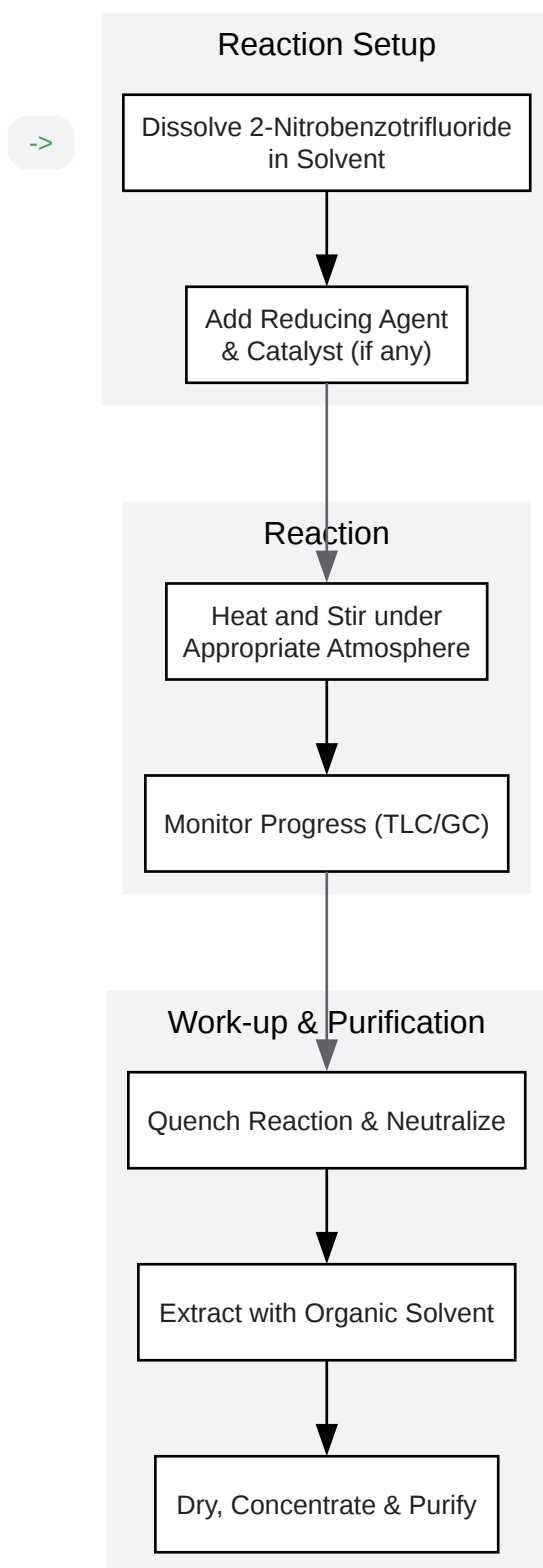 Reaction Setup
->
Dissolve 2-Nitrobenzotrifluoride
in Solvent
Add Reducing Agent
& Catalyst (if any)
Reaction
Heat and Stir under
Appropriate Atmosphere
Monitor Progress (TLC/GC)
Work-up & Purification
Quench Reaction & Neutralize
Extract with Organic Solvent
Dry, Concentrate & Purify